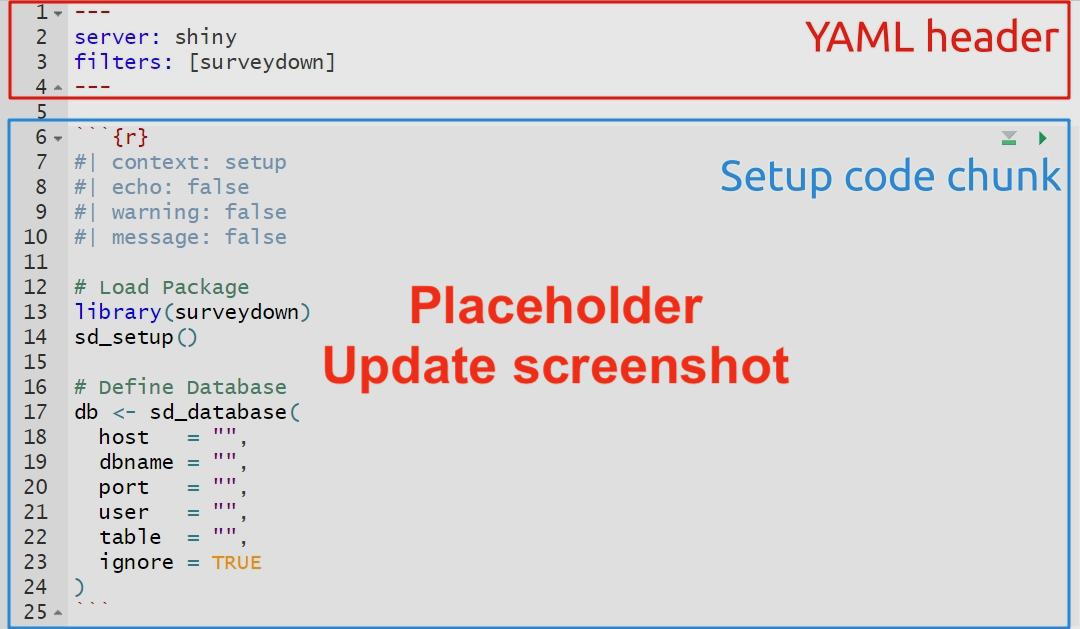 1 ---
YAML header
2 server: shiny
3 filters: [surveydown]
4 ---
5
6 ```{r}
7 #| context: setup
Setup code chunk
8 #| echo: false
9 #| warning: false
10 #| message: false
11
12 # Load Package
13 library(surveydown)
Placeholder
14 sd_setup()
15
Update screenshot
16 # Define Database
17 db <- sd_database(
18   host   = "",
19   dbname = "",
20   port   = "",
21   user   = "",
22   table  = "",
23   ignore = TRUE
24 )
25 ```